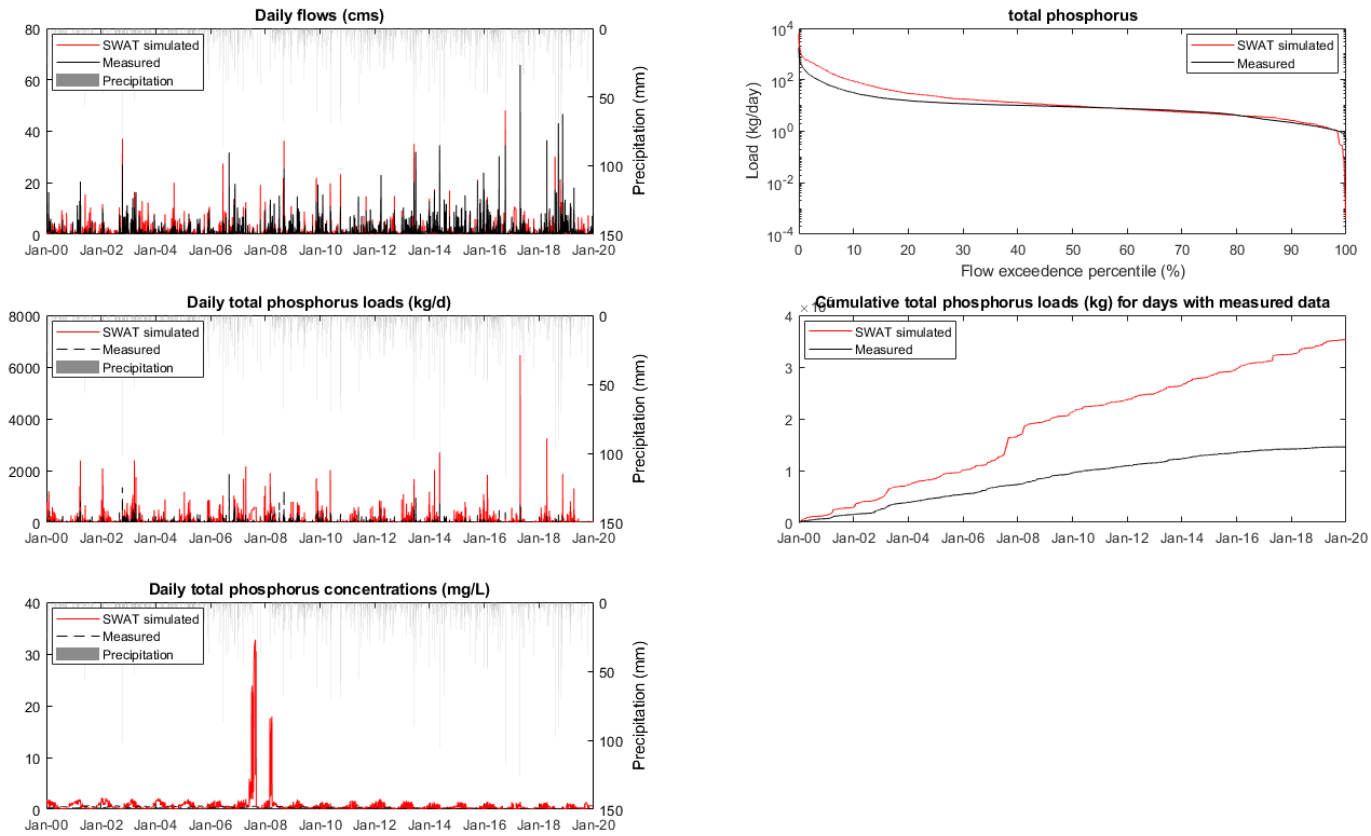 Daily flows (cms)
80
60
40
20
0
0
50
100
150
Precipitation (mm)
SWAT simulated
Measured
Precipitation
Jan-00 Jan-02 Jan-04 Jan-06 Jan-08 Jan-10 Jan-12 Jan-14 Jan-16 Jan-18 Jan-20
total phosphorus
10^4
10^2
10^0
10^-2
10^-4
Load (kg/day)
SWAT simulated
Measured
0 10 20 30 40 50 60 70 80 90 100
Flow exceedence percentile (%)
Daily total phosphorus loads (kg/d)
8000
6000
4000
2000
0
0
50
100
150
Precipitation (mm)
SWAT simulated
Measured
Precipitation
Jan-00 Jan-02 Jan-04 Jan-06 Jan-08 Jan-10 Jan-12 Jan-14 Jan-16 Jan-18 Jan-20
Cumulative total phosphorus loads (kg) for days with measured data
× 10
4
3
2
1
0
SWAT simulated
Measured
Jan-00 Jan-02 Jan-04 Jan-06 Jan-08 Jan-10 Jan-12 Jan-14 Jan-16 Jan-18 Jan-20
Daily total phosphorus concentrations (mg/L)
40
30
20
10
0
0
50
100
150
Precipitation (mm)
SWAT simulated
Measured
Precipitation
Jan-00 Jan-02 Jan-04 Jan-06 Jan-08 Jan-10 Jan-12 Jan-14 Jan-16 Jan-18 Jan-20